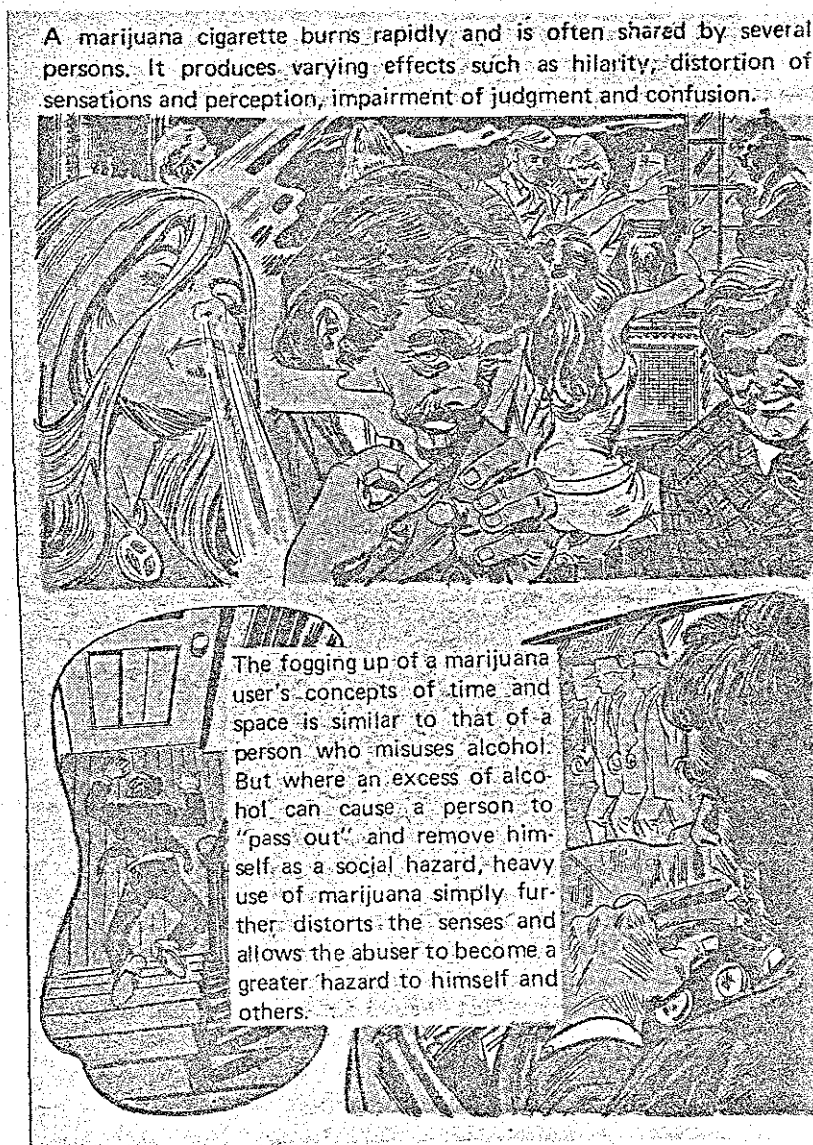 A marijuana cigarette burns rapidly and is often shared by several
persons. It produces varying effects such as hilarity, distortion of
sensations and perception, impairment of judgment and confusion.
The fogging up of a marijuana
user's concepts of time and
space is similar to that of a
person who misuses alcohol.
But where an excess of alco-
hol can cause a person to
"pass out" and remove him-
self as a social hazard, heavy
use of marijuana simply fur-
ther distorts the senses and
allows the abuser to become a
greater hazard to himself and
others.